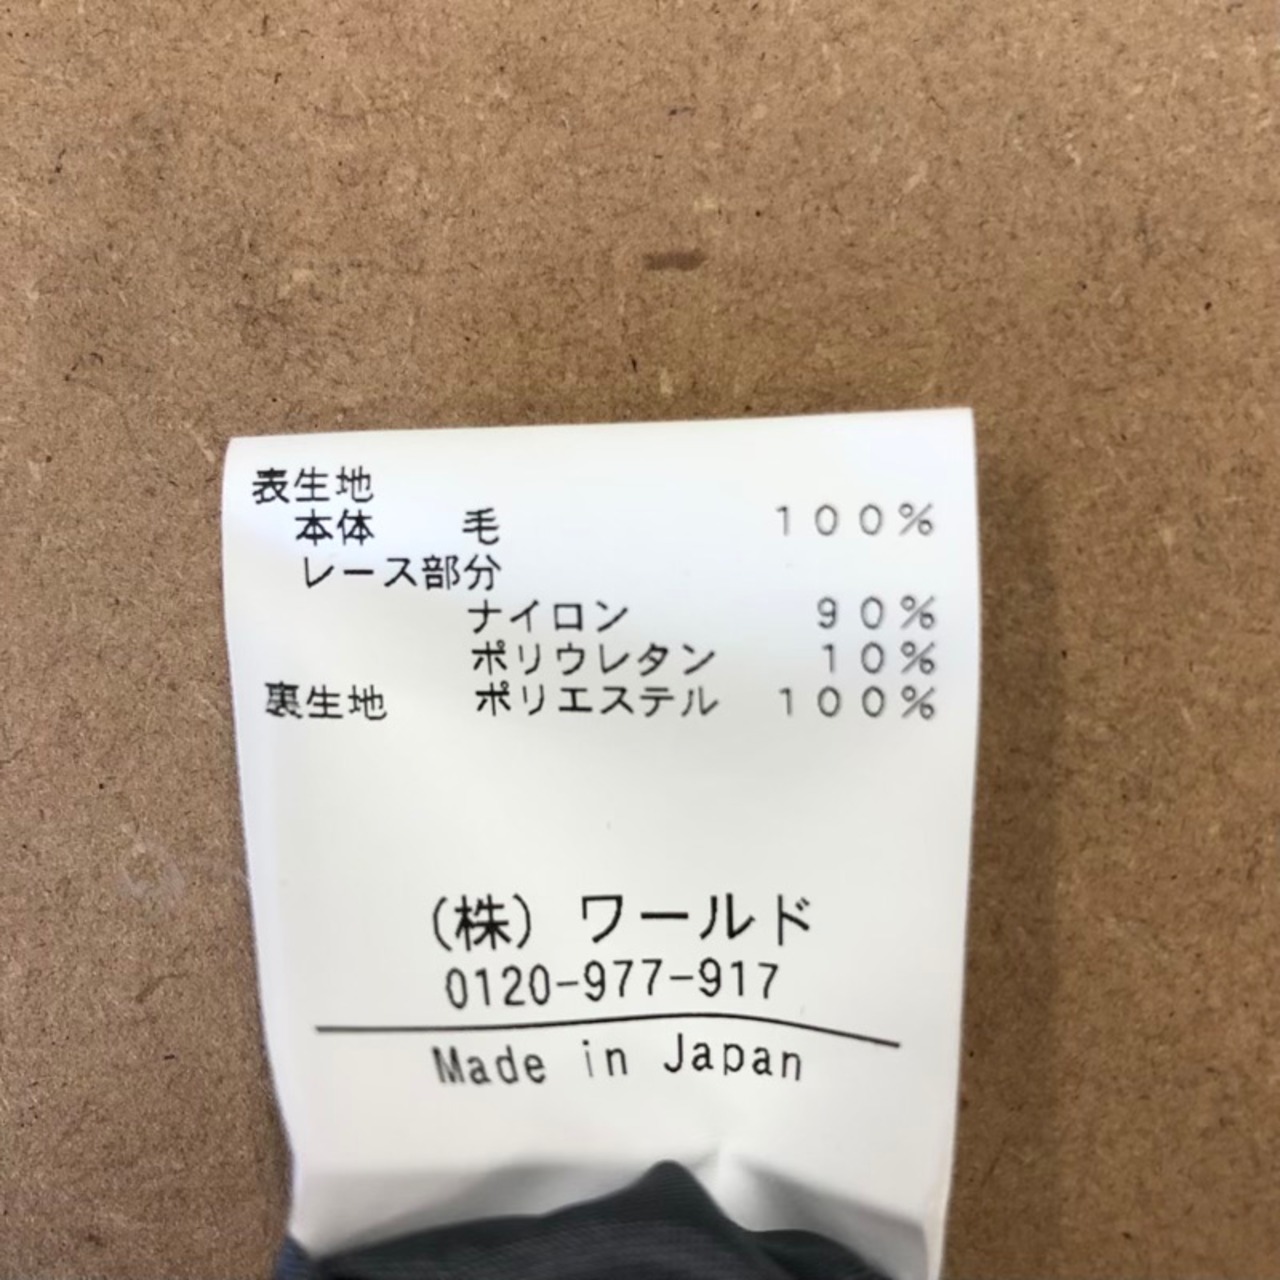 表生地
本体 毛 100%
レース部分
ナイロン 90%
ポリウレタン 10%
裏生地 ポリエステル 100%
(株) ワールド
0120-977-917
Made in Japan